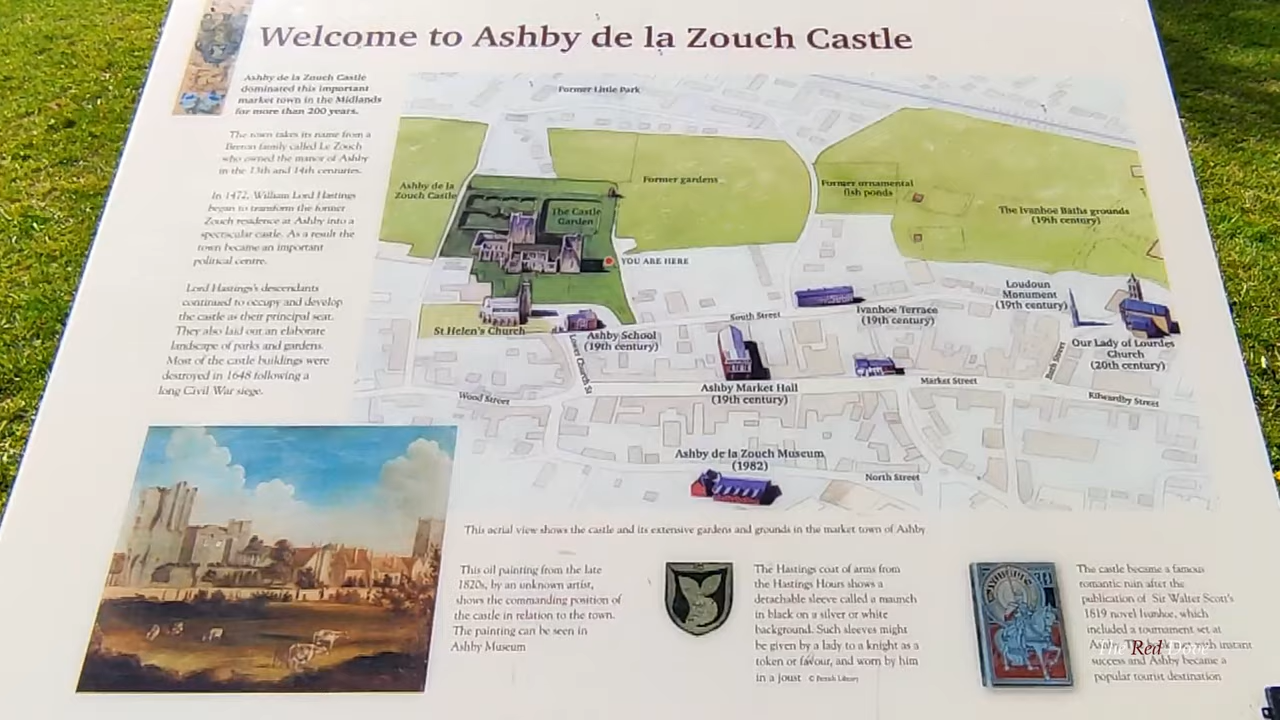 Welcome to Ashby de la Zouch Castle
Ashby de la Zouch Castle
dominated this important
market town in the Midlands
for more than 200 years.
The town takes its name from a
Breton family called Le Zouch
who owned the manor of Ashby
in the 13th and 14th centuries.
In 1472, William Lord Hastings
began to transform the former
Zouch residence at Ashby into a
spectacular castle. As a result the
town became an important
political centre.
Lord Hastings's descendants
continued to occupy and develop
the castle as their principal seat.
They also laid out an elaborate
landscape of parks and gardens.
Most of the castle buildings were
destroyed in 1648 following a
long Civil War siege.
Former Little Park
Ashby de la
Zouch Castle
The Castle
Garden
Former gardens
Former ornamental
fish ponds
The Ivanhoe Baths grounds
(19th century)
YOU ARE HERE
St Helen's Church
Ashby School
(19th century)
Lower Church St
South Street
Ivanhoe Terrace
(19th century)
Loudoun
Monument
(19th century)
Our Lady of Lourdes
Church
(20th century)
Bath Street
Ashby Market Hall
(19th century)
Market Street
Kilwardby Street
Wood Street
Ashby de la Zouch Museum
(1982)
North Street
This aerial view shows the castle and its extensive gardens and grounds in the market town of Ashby
This oil painting from the late
1820s, by an unknown artist,
shows the commanding position of
the castle in relation to the town.
The painting can be seen in
Ashby Museum
The Hastings coat of arms from
the Hastings Hours shows a
detachable sleeve called a maunch
in black on a silver or white
background. Such sleeves might
be given by a lady to a knight as a
token or favour, and worn by him
in a joust © British Library
IVANHOE
The castle became a famous
romantic ruin after the
publication of Sir Walter Scott's
1819 novel Ivanhoe, which
included a tournament set at
Ashby. instant
success and Ashby became a
popular tourist destination
The Red Dove